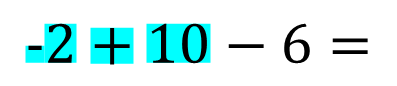 -2 + 10 − 6 =